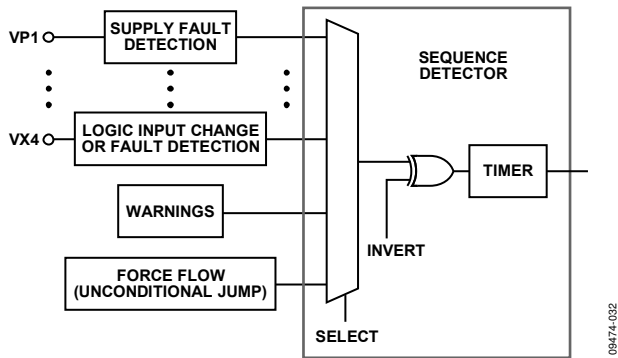 VP1
SUPPLY FAULT
DETECTION
SEQUENCE
DETECTOR
VX4
LOGIC INPUT CHANGE
OR FAULT DETECTION
TIMER
WARNINGS
INVERT
FORCE FLOW
(UNCONDITIONAL JUMP)
SELECT
09474-032